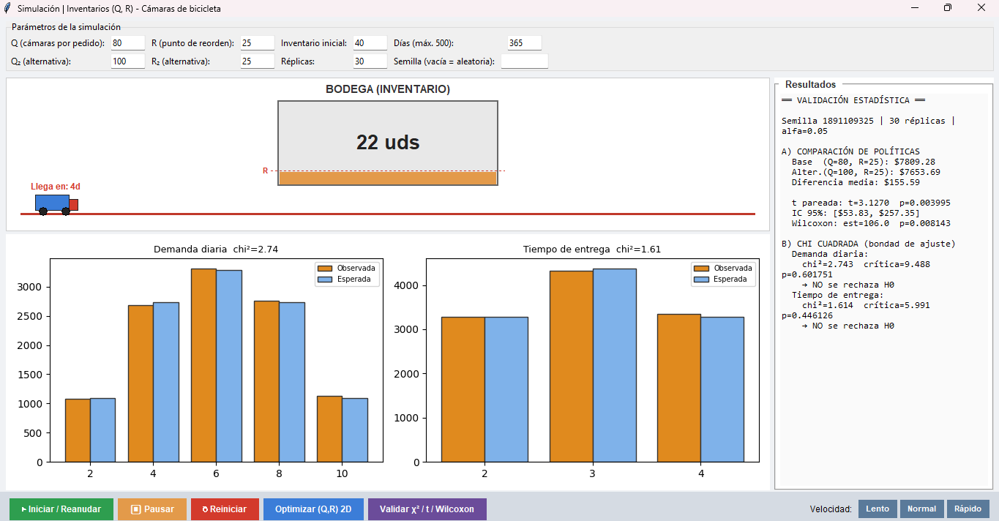 Simulación | Inventarios (Q, R) - Cámaras de bicicleta
Parámetros de la simulación
Q (cámaras por pedido): 80 R (punto de reorden): 25 Inventario inicial: 40 Días (máx. 500): 365
Q₂ (alternativa): 100 R₂ (alternativa): 25 Réplicas: 30 Semilla (vacía = aleatoria):
BODEGA (INVENTARIO)
22 uds
R
Llega en: 4d
Resultados
══ VALIDACIÓN ESTADÍSTICA ══
Semilla 1891109325 | 30 réplicas |
alfa=0.05
A) COMPARACIÓN DE POLÍTICAS
Base (Q=80, R=25): $7809.28
Alter.(Q=100, R=25): $7653.69
Diferencia media: $155.59
t pareada: t=3.1270 p=0.003995
IC 95%: [$53.83, $257.35]
Wilcoxon: est=106.0 p=0.008143
B) CHI CUADRADA (bondad de ajuste)
Demanda diaria:
chi²=2.743 crítica=9.488
p=0.601751
→ NO se rechaza H0
Tiempo de entrega:
chi²=1.614 crítica=5.991
p=0.446126
→ NO se rechaza H0
Demanda diaria chi²=2.74
Observada
Esperada
3000
2500
2000
1500
1000
500
0
2 4 6 8 10
Tiempo de entrega chi²=1.61
Observada
Esperada
4000
3000
2000
1000
0
2 3 4
Iniciar / Reanudar Pausar Reiniciar Optimizar (Q,R) 2D Validar χ² / t / Wilcoxon Velocidad: Lento Normal Rápido